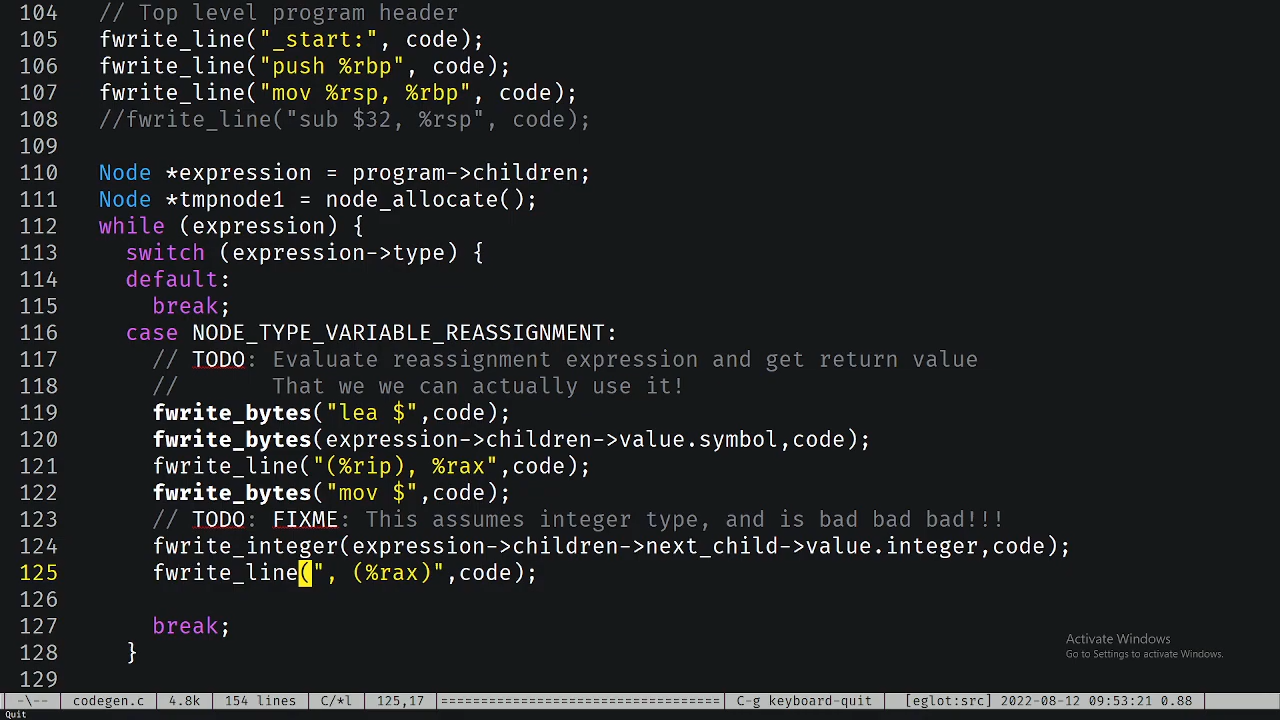 104   // Top level program header
105   fwrite_line("_start:", code);
106   fwrite_line("push %rbp", code);
107   fwrite_line("mov %rsp, %rbp", code);
108   //fwrite_line("sub $32, %rsp", code);
109
110   Node *expression = program->children;
111   Node *tmpnode1 = node_allocate();
112   while (expression) {
113     switch (expression->type) {
114     default:
115       break;
116     case NODE_TYPE_VARIABLE_REASSIGNMENT:
117       // TODO: Evaluate reassignment expression and get return value
118       //       That we we can actually use it!
119       fwrite_bytes("lea $",code);
120       fwrite_bytes(expression->children->value.symbol,code);
121       fwrite_line("(%rip), %rax",code);
122       fwrite_bytes("mov $",code);
123       // TODO: FIXME: This assumes integer type, and is bad bad bad!!!
124       fwrite_integer(expression->children->next_child->value.integer,code);
125       fwrite_line(", (%rax)",code);
126
127       break;
128     }
129
Activate Windows
Go to Settings to activate Windows.
-\-- codegen.c 4.8k 154 lines C/*l 125,17 ================================== C-g keyboard-quit [eglot:src] 2022-08-12 09:53:21 0.88
Quit